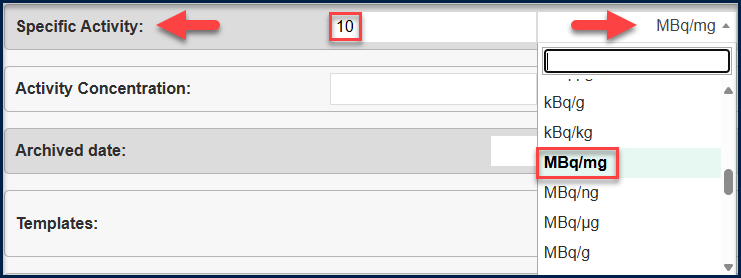 Specific Activity: 10 MBq/mg
Activity Concentration:
kBq/g
kBq/kg
Archived date:
MBq/mg
MBq/ng
Templates:
MBq/µg
MBq/g